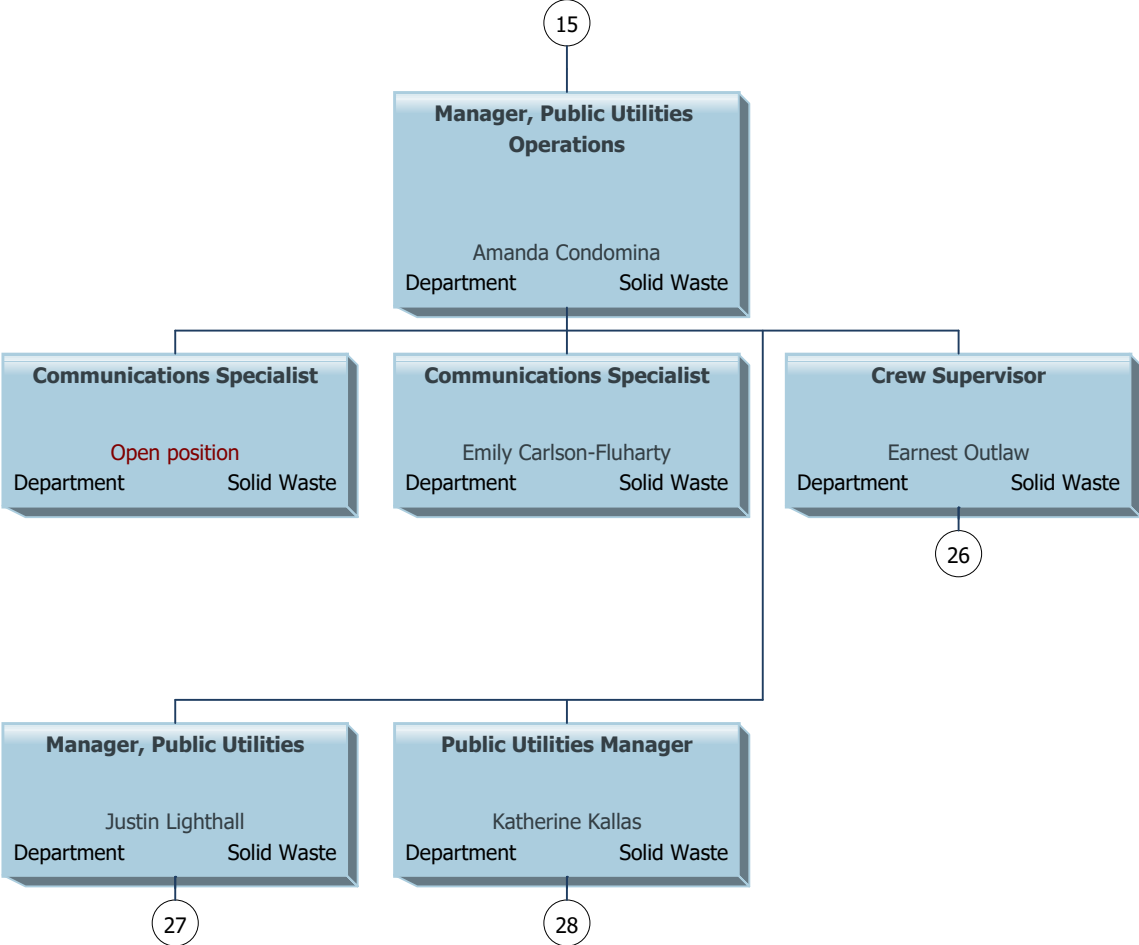 15
Manager, Public Utilities
Operations
Amanda Condomina
Department Solid Waste
Communications Specialist
Open position
Department Solid Waste
Communications Specialist
Emily Carlson-Fluharty
Department Solid Waste
Crew Supervisor
Earnest Outlaw
Department Solid Waste
26
Manager, Public Utilities
Justin Lighthall
Department Solid Waste
27
Public Utilities Manager
Katherine Kallas
Department Solid Waste
28